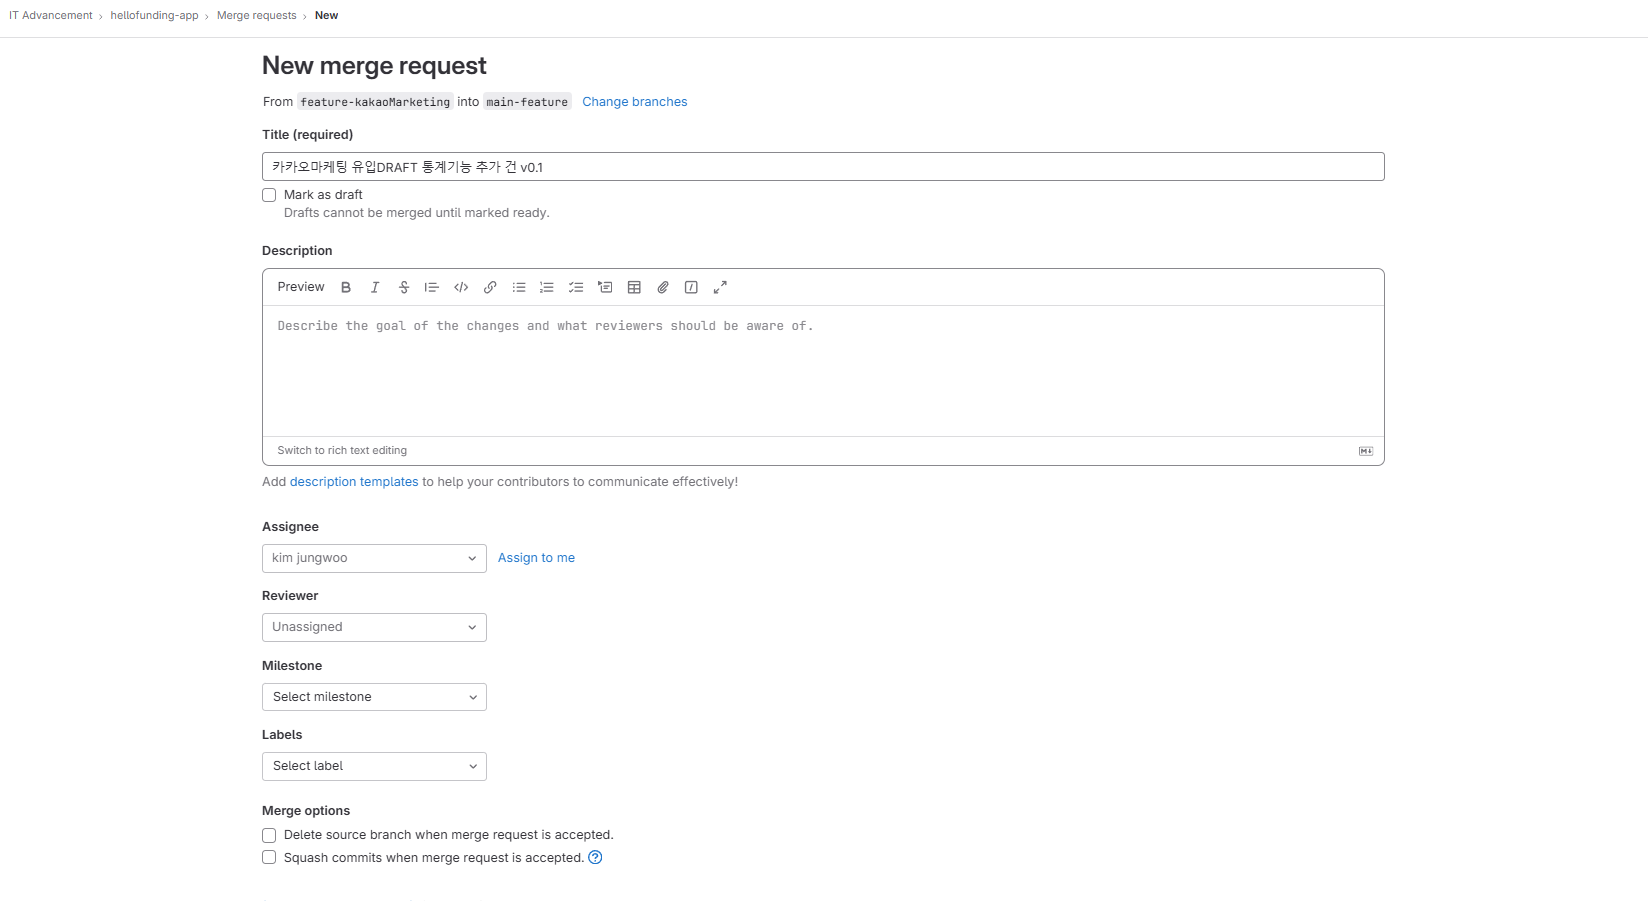 IT Advancement › hellofunding-app › Merge requests › New
New merge request
From feature-kakaoMarketing into main-feature Change branches
Title (required)
카카오마케팅 유입DRAFT 통계기능 추가 건 v0.1
Mark as draft
Drafts cannot be merged until marked ready.
Description
Preview
Describe the goal of the changes and what reviewers should be aware of.
Switch to rich text editing
Add description templates to help your contributors to communicate effectively!
Assignee
kim jungwoo Assign to me
Reviewer
Unassigned
Milestone
Select milestone
Labels
Select label
Merge options
Delete source branch when merge request is accepted.
Squash commits when merge request is accepted.